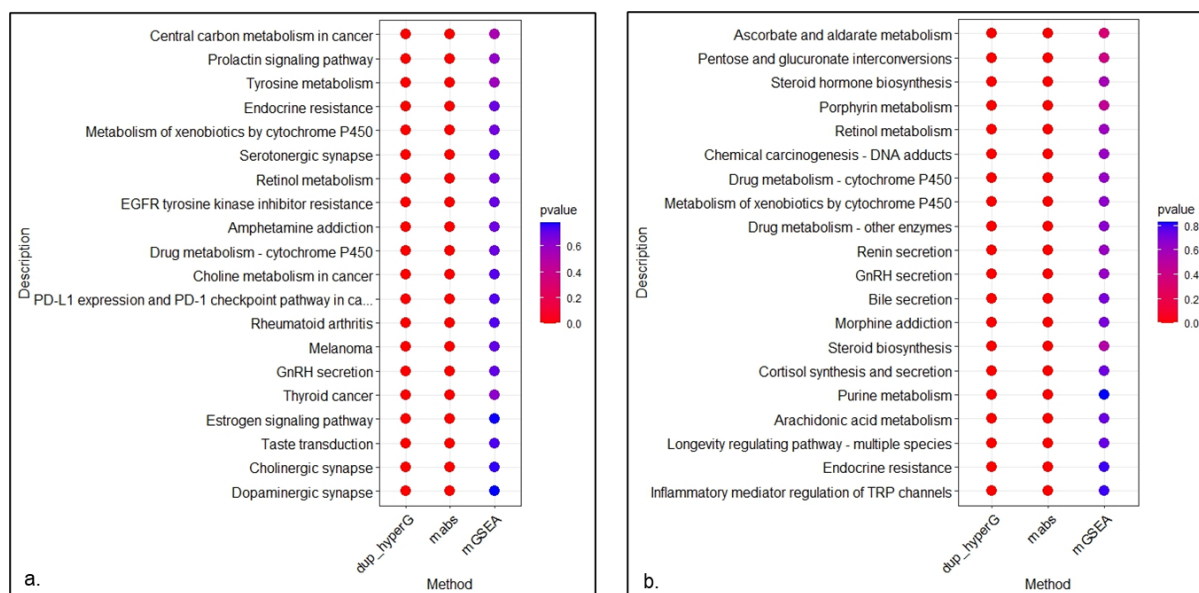 Central carbon metabolism in cancer
Prolactin signaling pathway
Tyrosine metabolism
Endocrine resistance
Metabolism of xenobiotics by cytochrome P450
Serotonergic synapse
Retinol metabolism
EGFR tyrosine kinase inhibitor resistance
Amphetamine addiction
Drug metabolism - cytochrome P450
Choline metabolism in cancer
PD-L1 expression and PD-1 checkpoint pathway in ca...
Rheumatoid arthritis
Melanoma
GnRH secretion
Thyroid cancer
Estrogen signaling pathway
Taste transduction
Cholinergic synapse
Dopaminergic synapse
Description
dup_hyperG
mabs
mGSEA
Method
pvalue
0.6
0.4
0.2
0.0
a.
Ascorbate and aldarate metabolism
Pentose and glucuronate interconversions
Steroid hormone biosynthesis
Porphyrin metabolism
Retinol metabolism
Chemical carcinogenesis - DNA adducts
Drug metabolism - cytochrome P450
Metabolism of xenobiotics by cytochrome P450
Drug metabolism - other enzymes
Renin secretion
GnRH secretion
Bile secretion
Morphine addiction
Steroid biosynthesis
Cortisol synthesis and secretion
Purine metabolism
Arachidonic acid metabolism
Longevity regulating pathway - multiple species
Endocrine resistance
Inflammatory mediator regulation of TRP channels
Description
dup_hyperG
mabs
mGSEA
Method
pvalue
0.8
0.6
0.4
0.2
0.0
b.